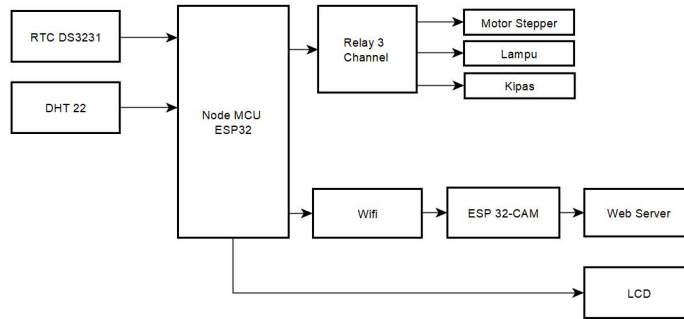 RTC DS3231
DHT 22
Node MCU
ESP32
Relay 3
Channel
Motor Stepper
Lampu
Kipas
Wifi
ESP 32-CAM
Web Server
LCD